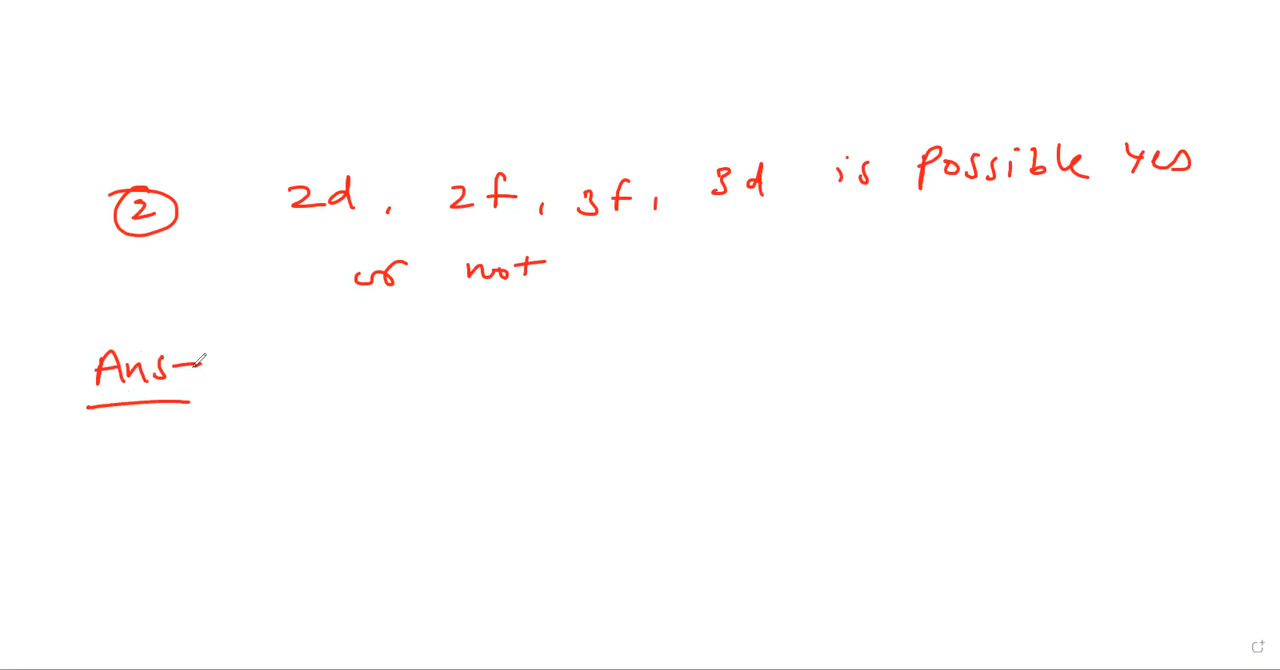 ② 2d, 2f, 3f, 3d is possible yes
or not
Ans-